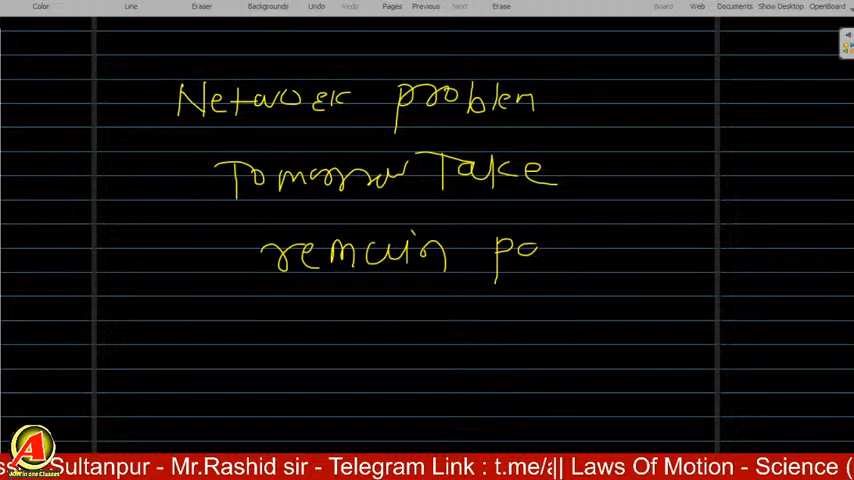 Color Line Eraser Backgrounds Undo Redo Pages Previous Next Erase Board Web Documents Show Desktop OpenBoard
Network problem
Tomorrow Take
remain pa
A
Sultanpur - Mr.Rashid sir - Telegram Link : t.me/a|| Laws Of Motion - Science (